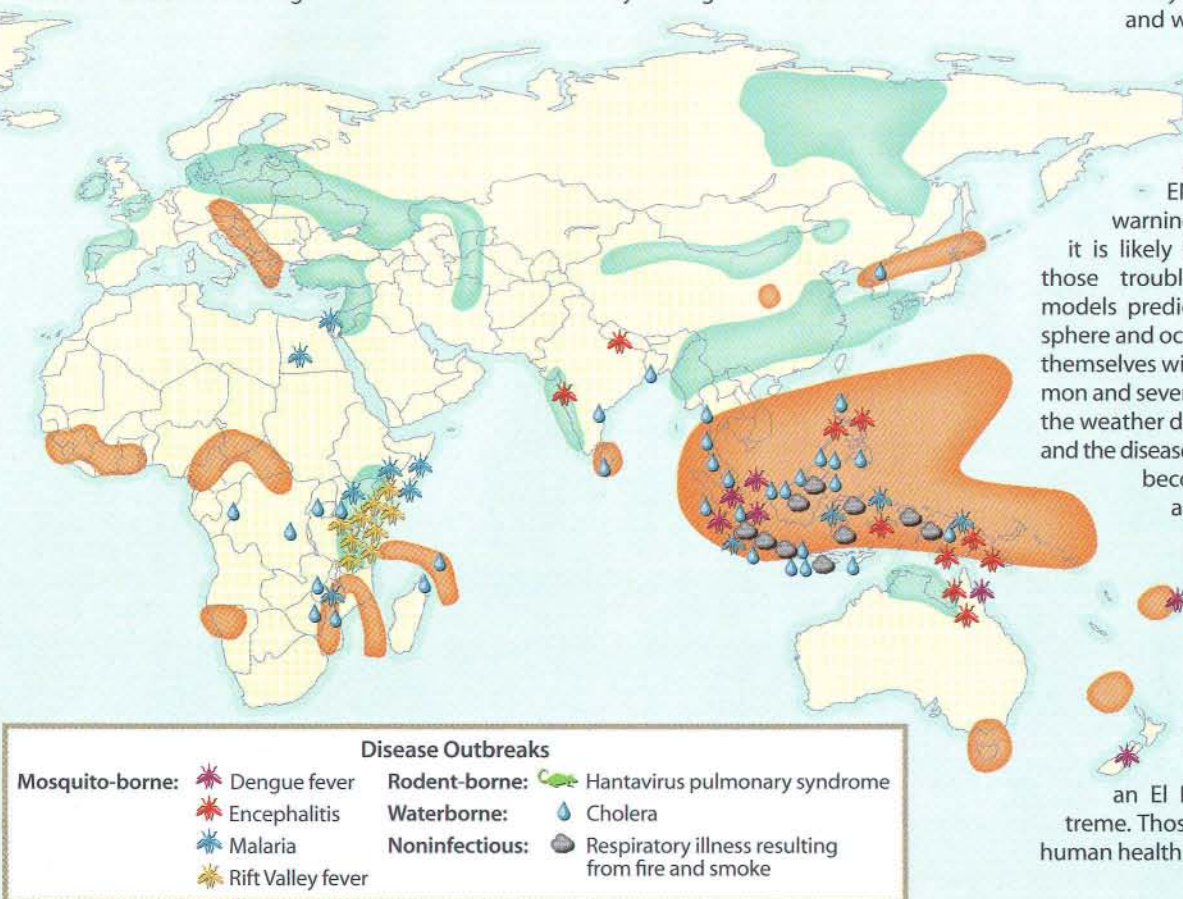 and w
El
warning
it is likely
those troubl
models predic
sphere and oc
themselves wi
mon and sever
the weather d
and the disease
beco
a
an El
treme. Thos
human health
Disease Outbreaks
Mosquito-borne: Dengue fever Rodent-borne: Hantavirus pulmonary syndrome
Encephalitis Waterborne: Cholera
Malaria Noninfectious: Respiratory illness resulting
from fire and smoke
Rift Valley fever